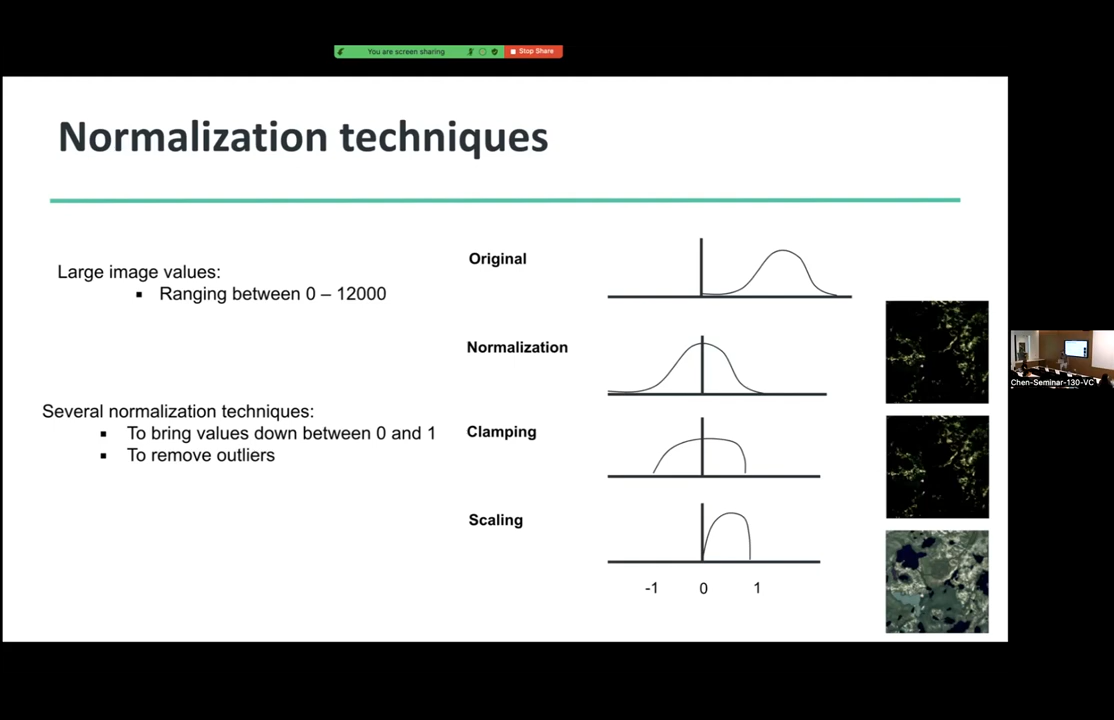 You are screen sharing
Stop Share
Normalization techniques
Large image values:
▪ Ranging between 0 – 12000
Several normalization techniques:
▪ To bring values down between 0 and 1
▪ To remove outliers
Original
Normalization
Clamping
Scaling
-1 0 1
Chen-Seminar-130-VC